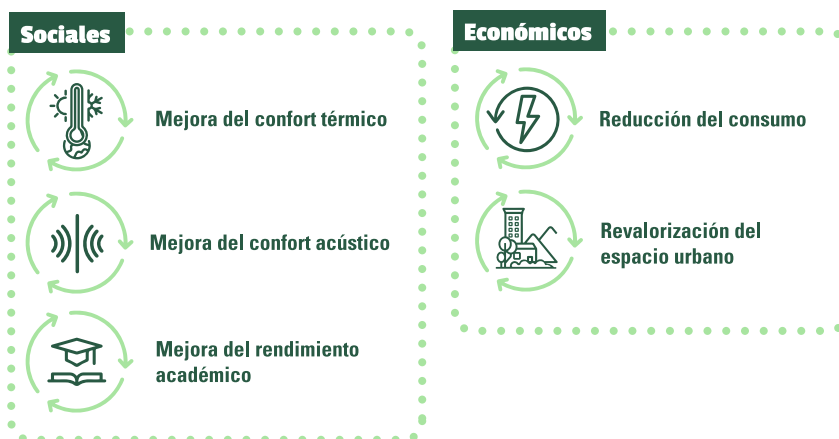 Sociales
Mejora del confort térmico
Mejora del confort acústico
Mejora del rendimiento
académico
Económicos
Reducción del consumo
Revalorización del
espacio urbano